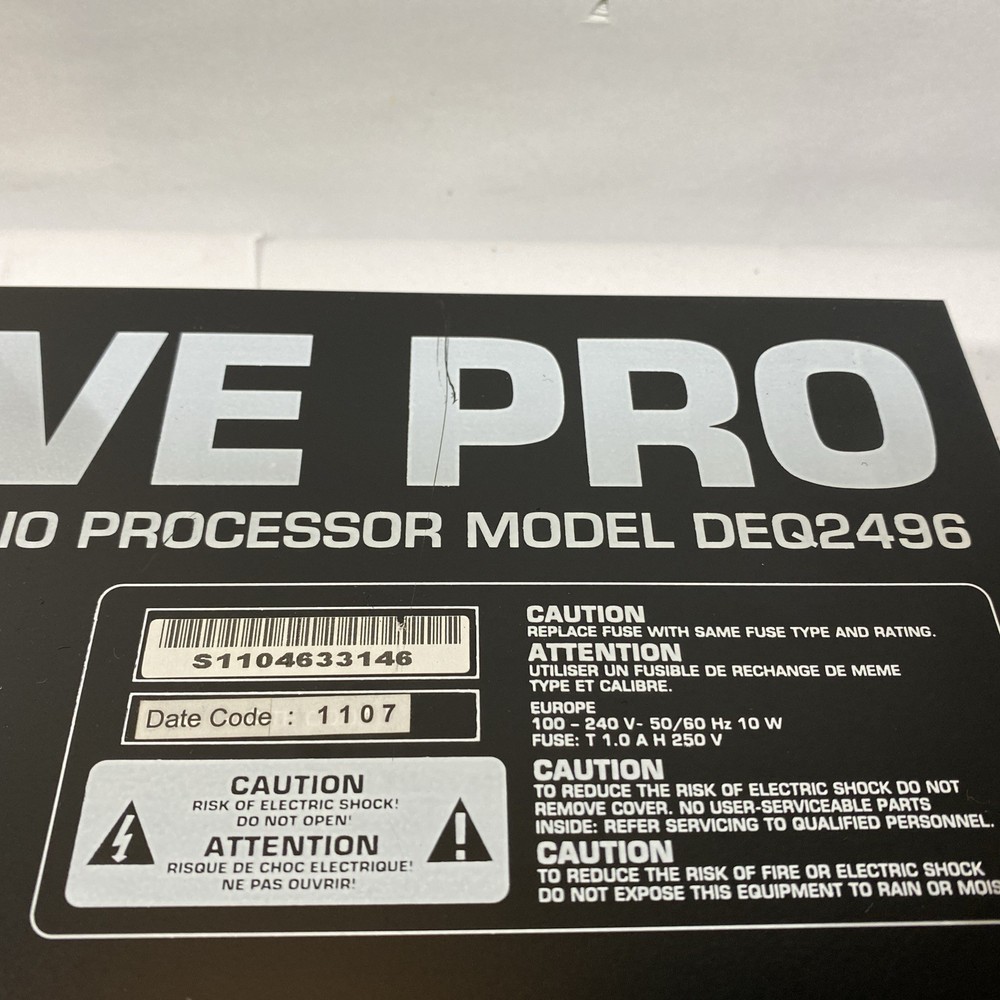 VE PRO
IO PROCESSOR MODEL DEQ2496
S1104633146
Date Code : 1107
CAUTION
RISK OF ELECTRIC SHOCK!
DO NOT OPEN!
ATTENTION
RISQUE DE CHOC ELECTRIQUE!
NE PAS OUVRIR!
CAUTION
REPLACE FUSE WITH SAME FUSE TYPE AND RATING.
ATTENTION
UTILISER UN FUSIBLE DE RECHANGE DE MEME
TYPE ET CALIBRE.
EUROPE
100 – 240 V~ 50/60 Hz 10 W
FUSE: T 1.0 A H 250 V
CAUTION
TO REDUCE THE RISK OF ELECTRIC SHOCK DO NOT
REMOVE COVER. NO USER-SERVICEABLE PARTS
INSIDE: REFER SERVICING TO QUALIFIED PERSONNEL.
CAUTION
TO REDUCE THE RISK OF FIRE OR ELECTRIC SHOCK
DO NOT EXPOSE THIS EQUIPMENT TO RAIN OR MOIS